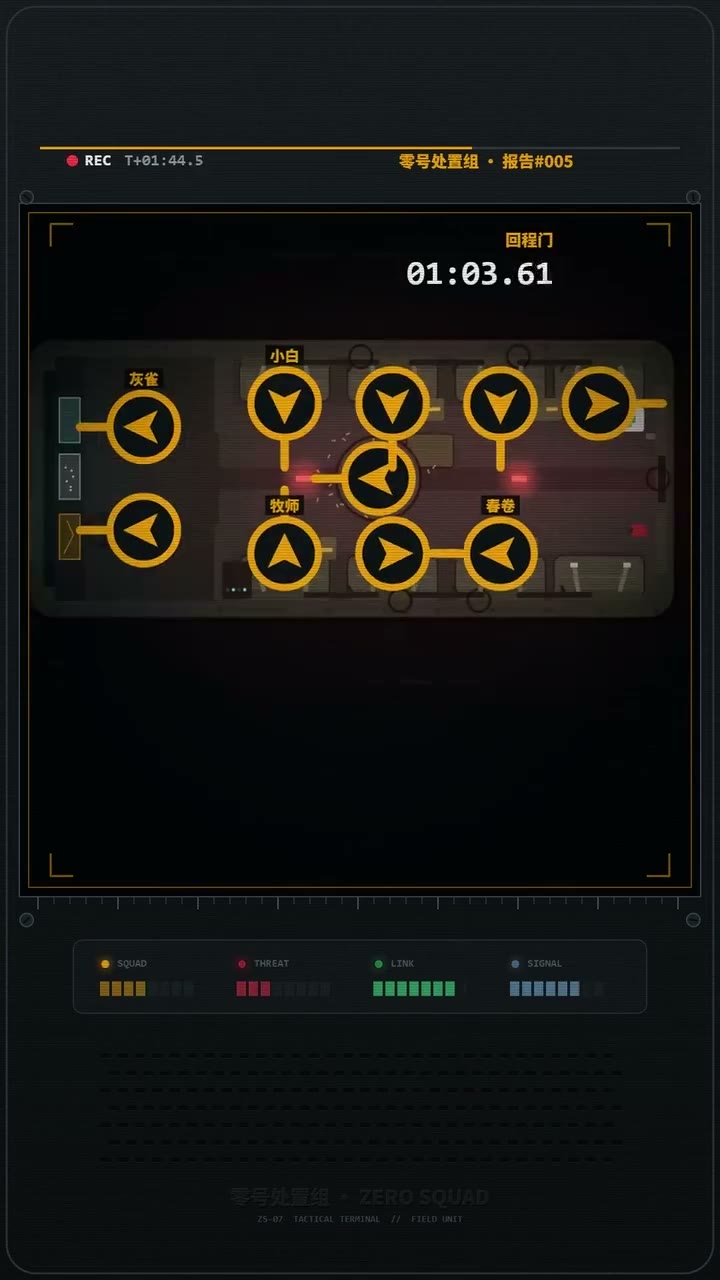 REC T+01:44.5
零号处置组 · 报告#005
回程门
01:03.61
小白
灰雀
牧师
春卷
SQUAD
THREAT
LINK
SIGNAL
零号处置组 · ZERO SQUAD
ZS-07 TACTICAL TERMINAL // FIELD UNIT